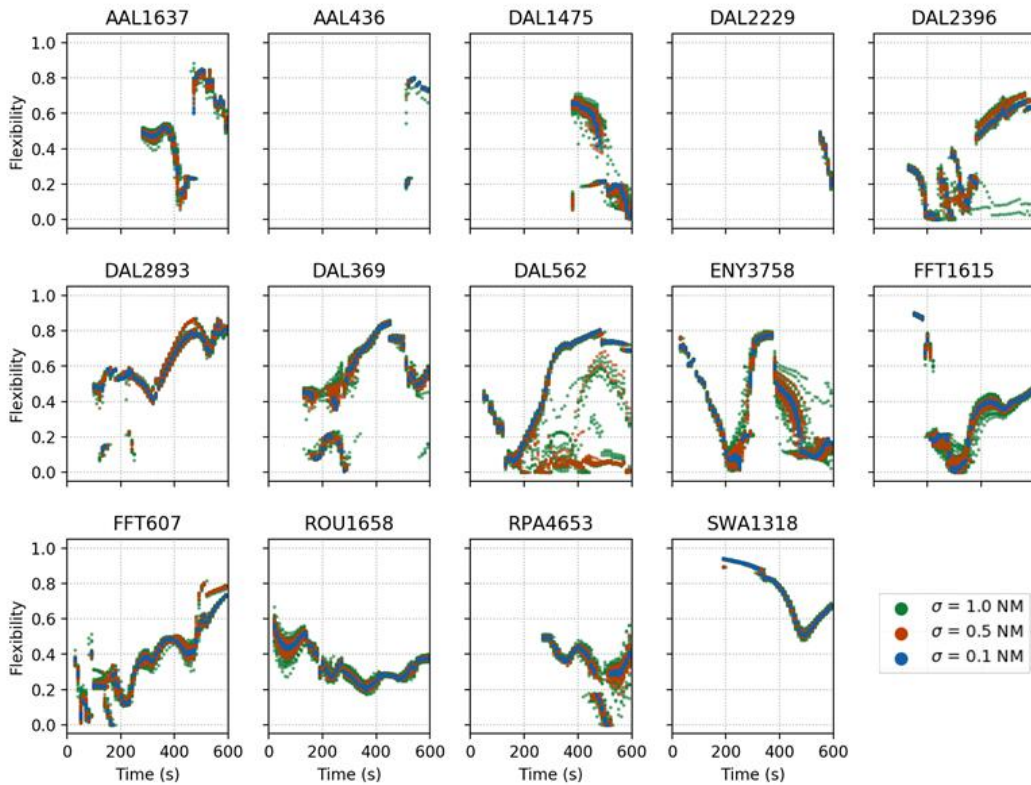 AAL1637 AAL436 DAL1475 DAL2229 DAL2396
1.0
0.8
0.6
0.4
0.2
0.0
Flexibility
DAL2893 DAL369 DAL562 ENY3758 FFT1615
1.0
0.8
0.6
0.4
0.2
0.0
Flexibility
FFT607 ROU1658 RPA4653 SWA1318
1.0
0.8
0.6
0.4
0.2
0.0
Flexibility
σ = 1.0 NM
σ = 0.5 NM
σ = 0.1 NM
0 200 400 600 0 200 400 600 0 200 400 600 0 200 400 600
Time (s) Time (s) Time (s) Time (s)